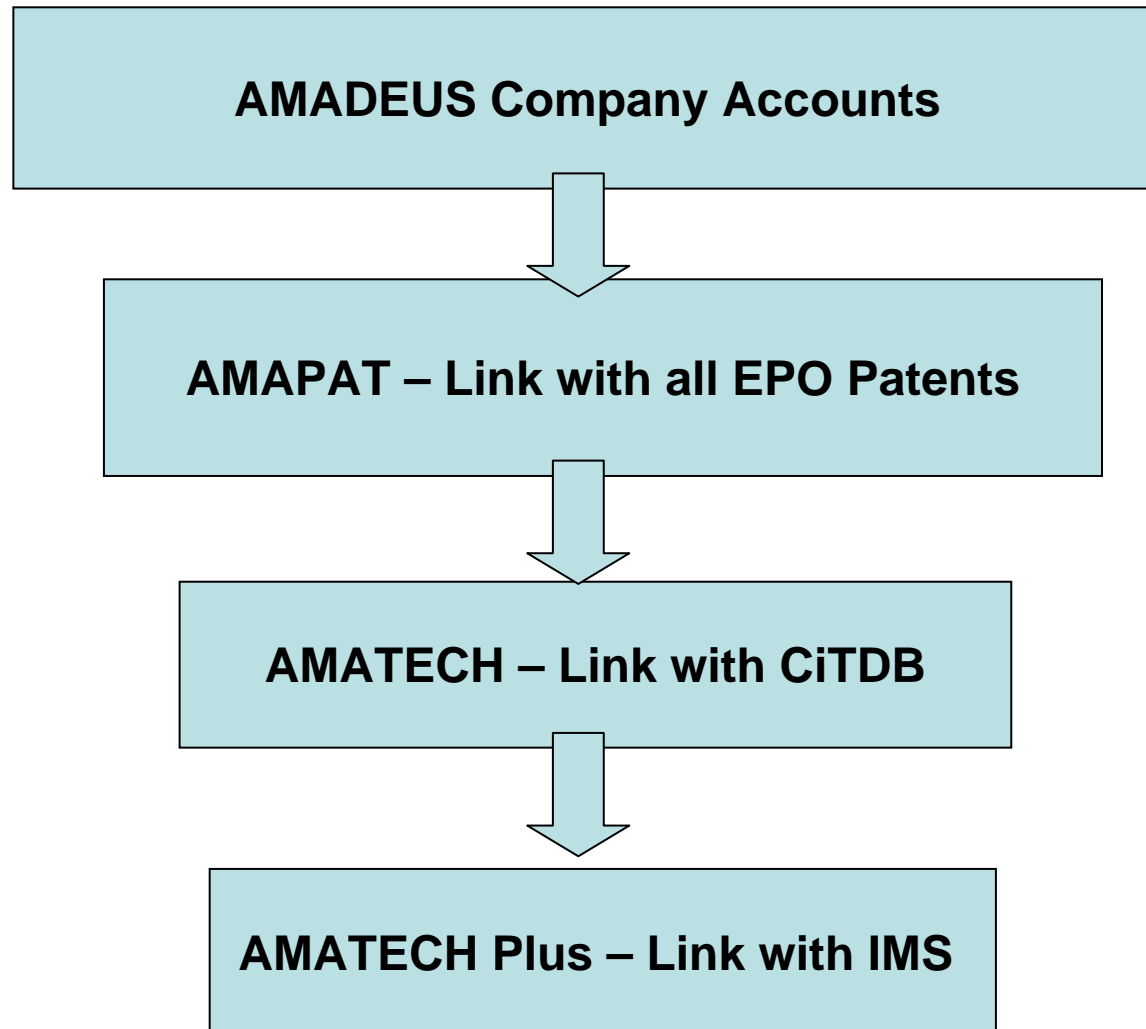 AMADEUS Company Accounts
AMAPAT – Link with all EPO Patents
AMATECH – Link with CiTDB
AMATECH Plus – Link with IMS